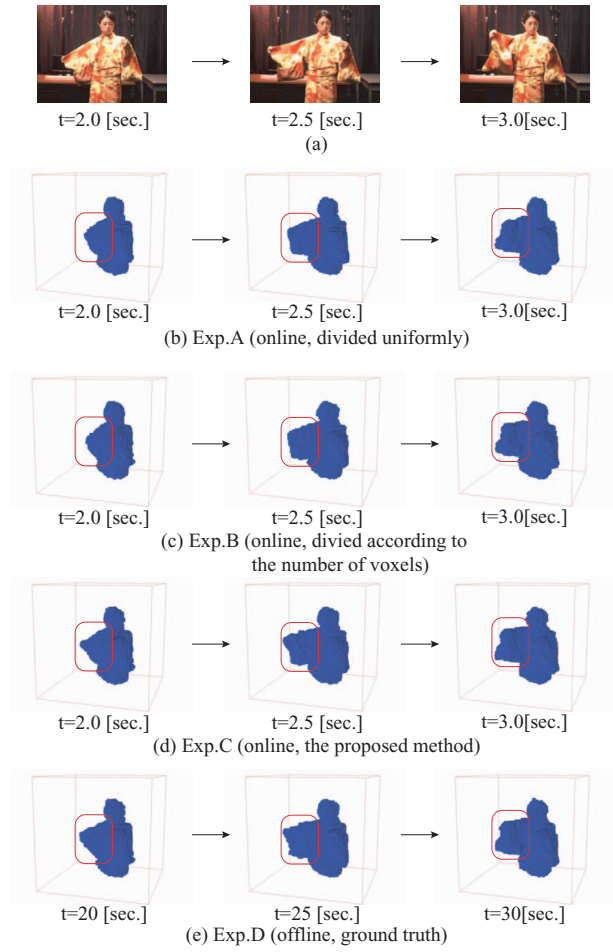 t=2.0 [sec.] t=2.5 [sec.] t=3.0 [sec.]
(a)
t=2.0 [sec.] t=2.5 [sec.] t=3.0[sec.]
(b) Exp.A (online, divided uniformly)
t=2.0 [sec.] t=2.5 [sec.] t=3.0[sec.]
(c) Exp.B (online, divied according to
the number of voxels)
t=2.0 [sec.] t=2.5 [sec.] t=3.0[sec.]
(d) Exp.C (online, the proposed method)
t=20 [sec.] t=25 [sec.] t=30[sec.]
(e) Exp.D (offline, ground truth)